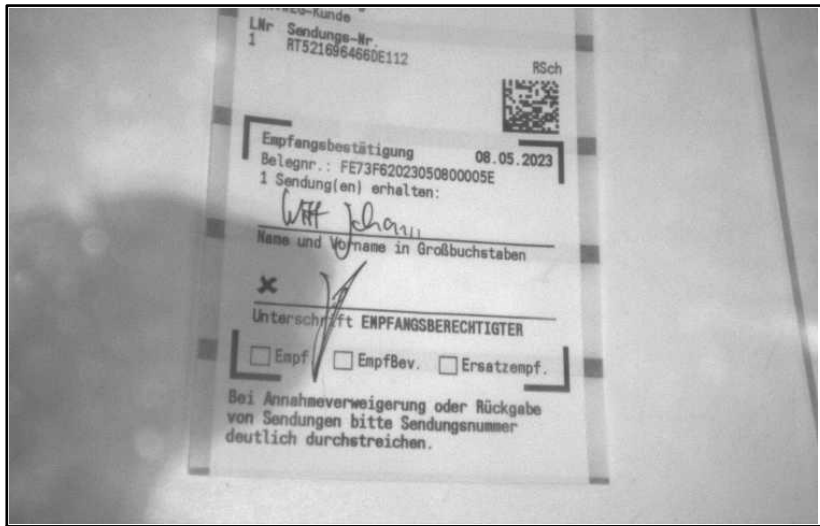 -Kunde
LNr Sendungs-Nr.
1 RT521696466DE112
RSch
Empfangsbestätigung 08.05.2023
Belegnr.: FE73F62023050800005E
1 Sendung(en) erhalten:
Witt Johann
Name und Vorname in Großbuchstaben
Unterschrift EMPFANGSBERECHTIGTER
Empf. EmpfBev. Ersatzempf.
Bei Annahmeverweigerung oder Rückgabe
von Sendungen bitte Sendungsnummer
deutlich durchstreichen.